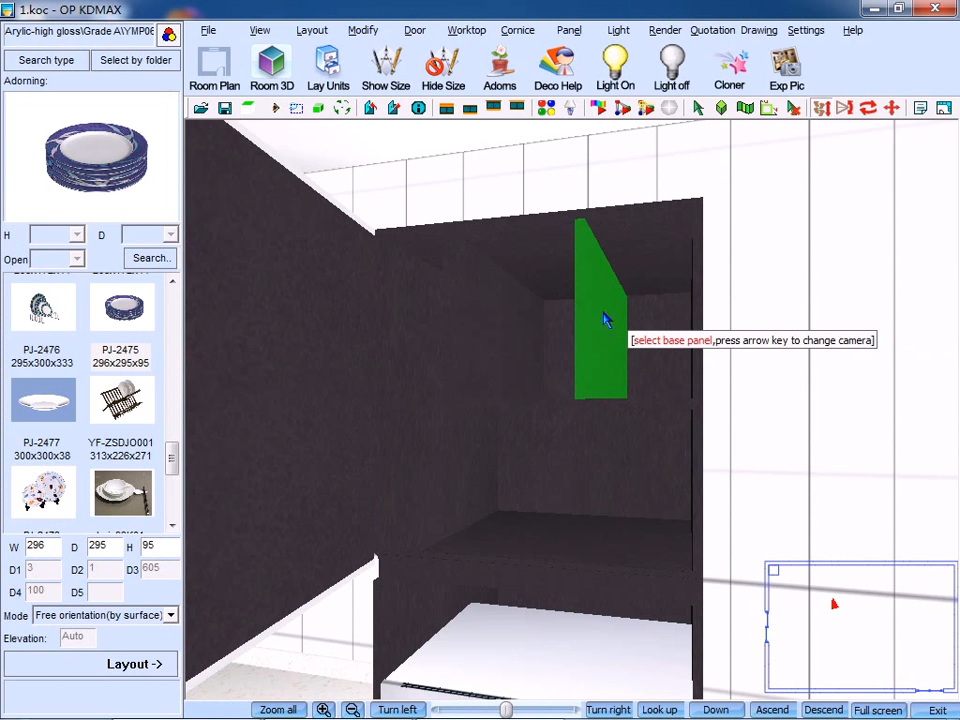 1.koc - OP KDMAX
Arylic-high gloss\Grade A\YMP06
File View Layout Modify Door Worktop Cornice Panel Light Render Quotation Drawing Settings Help
Search type Select by folder
Room Plan Room 3D Lay Units Show Size Hide Size Adorns Deco Help Light On Light off Cloner Exp Pic
Adorning:
H D
Open Search..
PJ-2476 PJ-2475
295x300x333 296x295x95
[select base panel,press arrow key to change camera]
PJ-2477 YF-ZSDJO001
300x300x38 313x226x271
W 296 D 295 H 95
D1 3 D2 1 D3 605
D4 100 D5
Mode Free orientation(by surface)
Elevation: Auto
Layout ->
Zoom all Turn left Turn right Look up Down Ascend Descend Full screen Exit